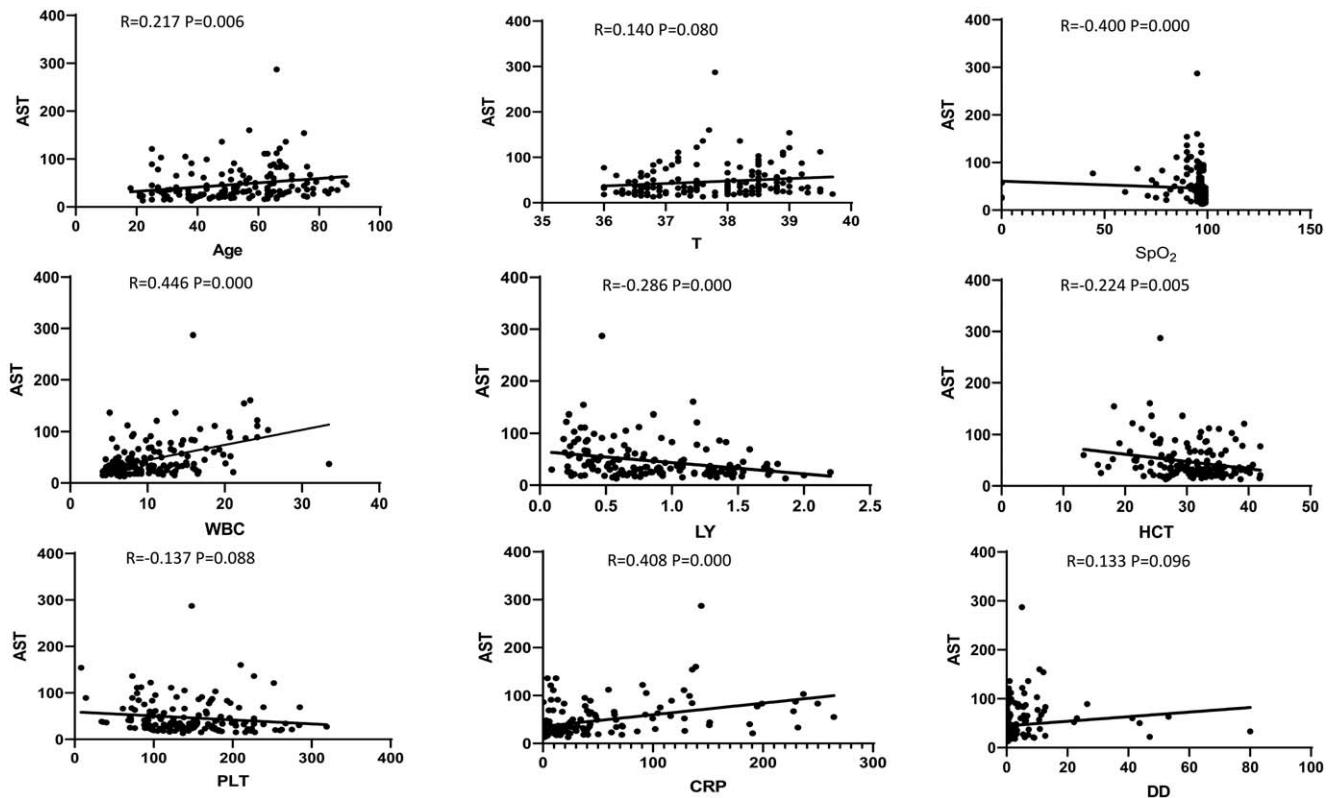 R=0.217 P=0.006
400
300
200
100
0
AST
0 20 40 60 80 100
Age
R=0.140 P=0.080
400
300
200
100
0
AST
35 36 37 38 39 40
T
R=-0.400 P=0.000
400
300
200
100
0
AST
0 50 100 150
SpO₂
R=0.446 P=0.000
400
300
200
100
0
AST
0 10 20 30 40
WBC
R=-0.286 P=0.000
400
300
200
100
0
AST
0.0 0.5 1.0 1.5 2.0 2.5
LY
R=-0.224 P=0.005
400
300
200
100
0
AST
0 10 20 30 40 50
HCT
R=-0.137 P=0.088
400
300
200
100
0
AST
0 100 200 300 400
PLT
R=0.408 P=0.000
400
300
200
100
0
AST
0 100 200 300
CRP
R=0.133 P=0.096
400
300
200
100
0
AST
0 20 40 60 80 100
DD